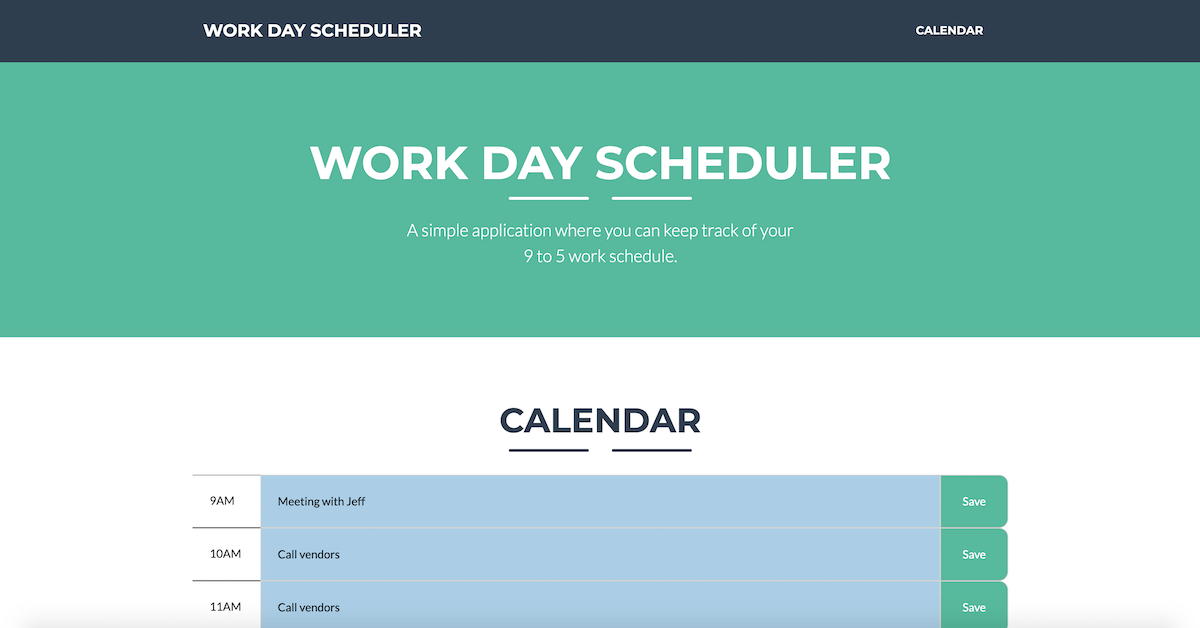 WORK DAY SCHEDULER
CALENDAR
WORK DAY SCHEDULER
A simple application where you can keep track of your
9 to 5 work schedule.
CALENDAR
9AM Meeting with Jeff Save
10AM Call vendors Save
11AM Call vendors Save